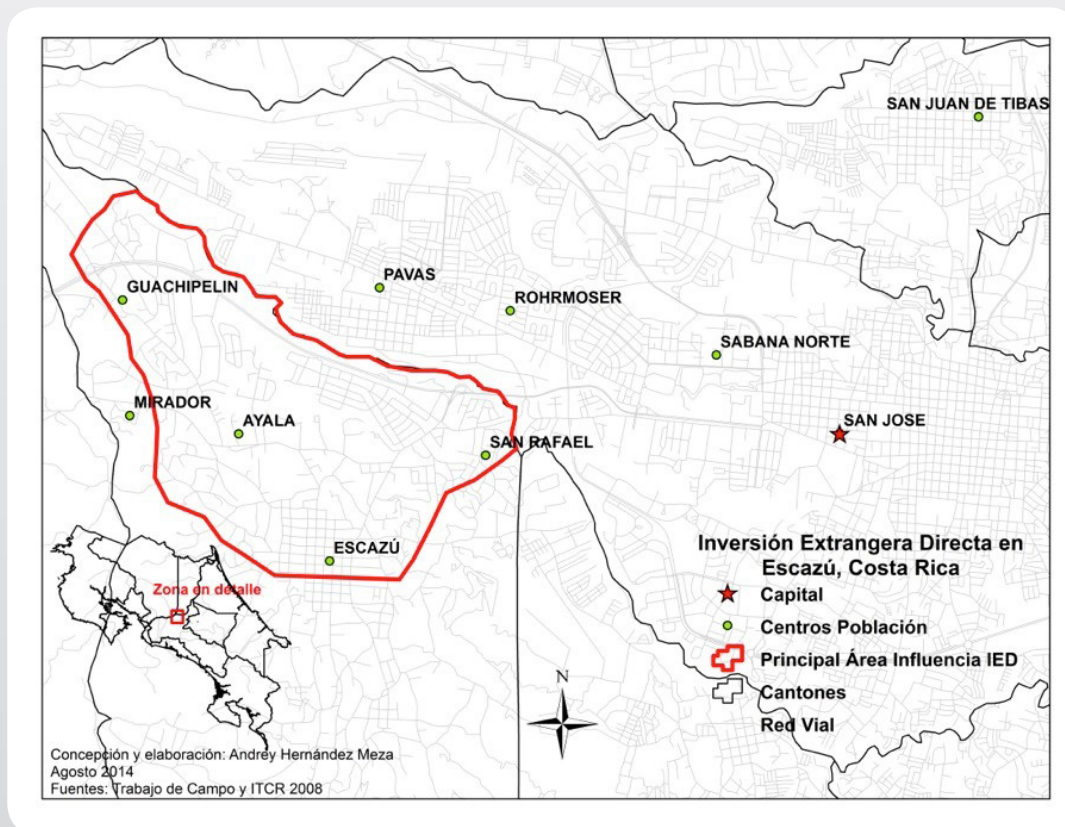 SAN JUAN DE TIBAS
PAVAS
GUACHIPELIN
ROHRMOSER
SABANA NORTE
MIRADOR
AYALA
SAN JOSE
SAN RAFAEL
ESCAZÚ
Zona en detalle
Inversión Extrangera Directa en
Escazú, Costa Rica
Capital
Centros Población
Principal Área Influencia IED
Cantones
Red Vial
N
Concepción y elaboración: Andrey Hernández Meza
Agosto 2014
Fuentes: Trabajo de Campo y ITCR 2008